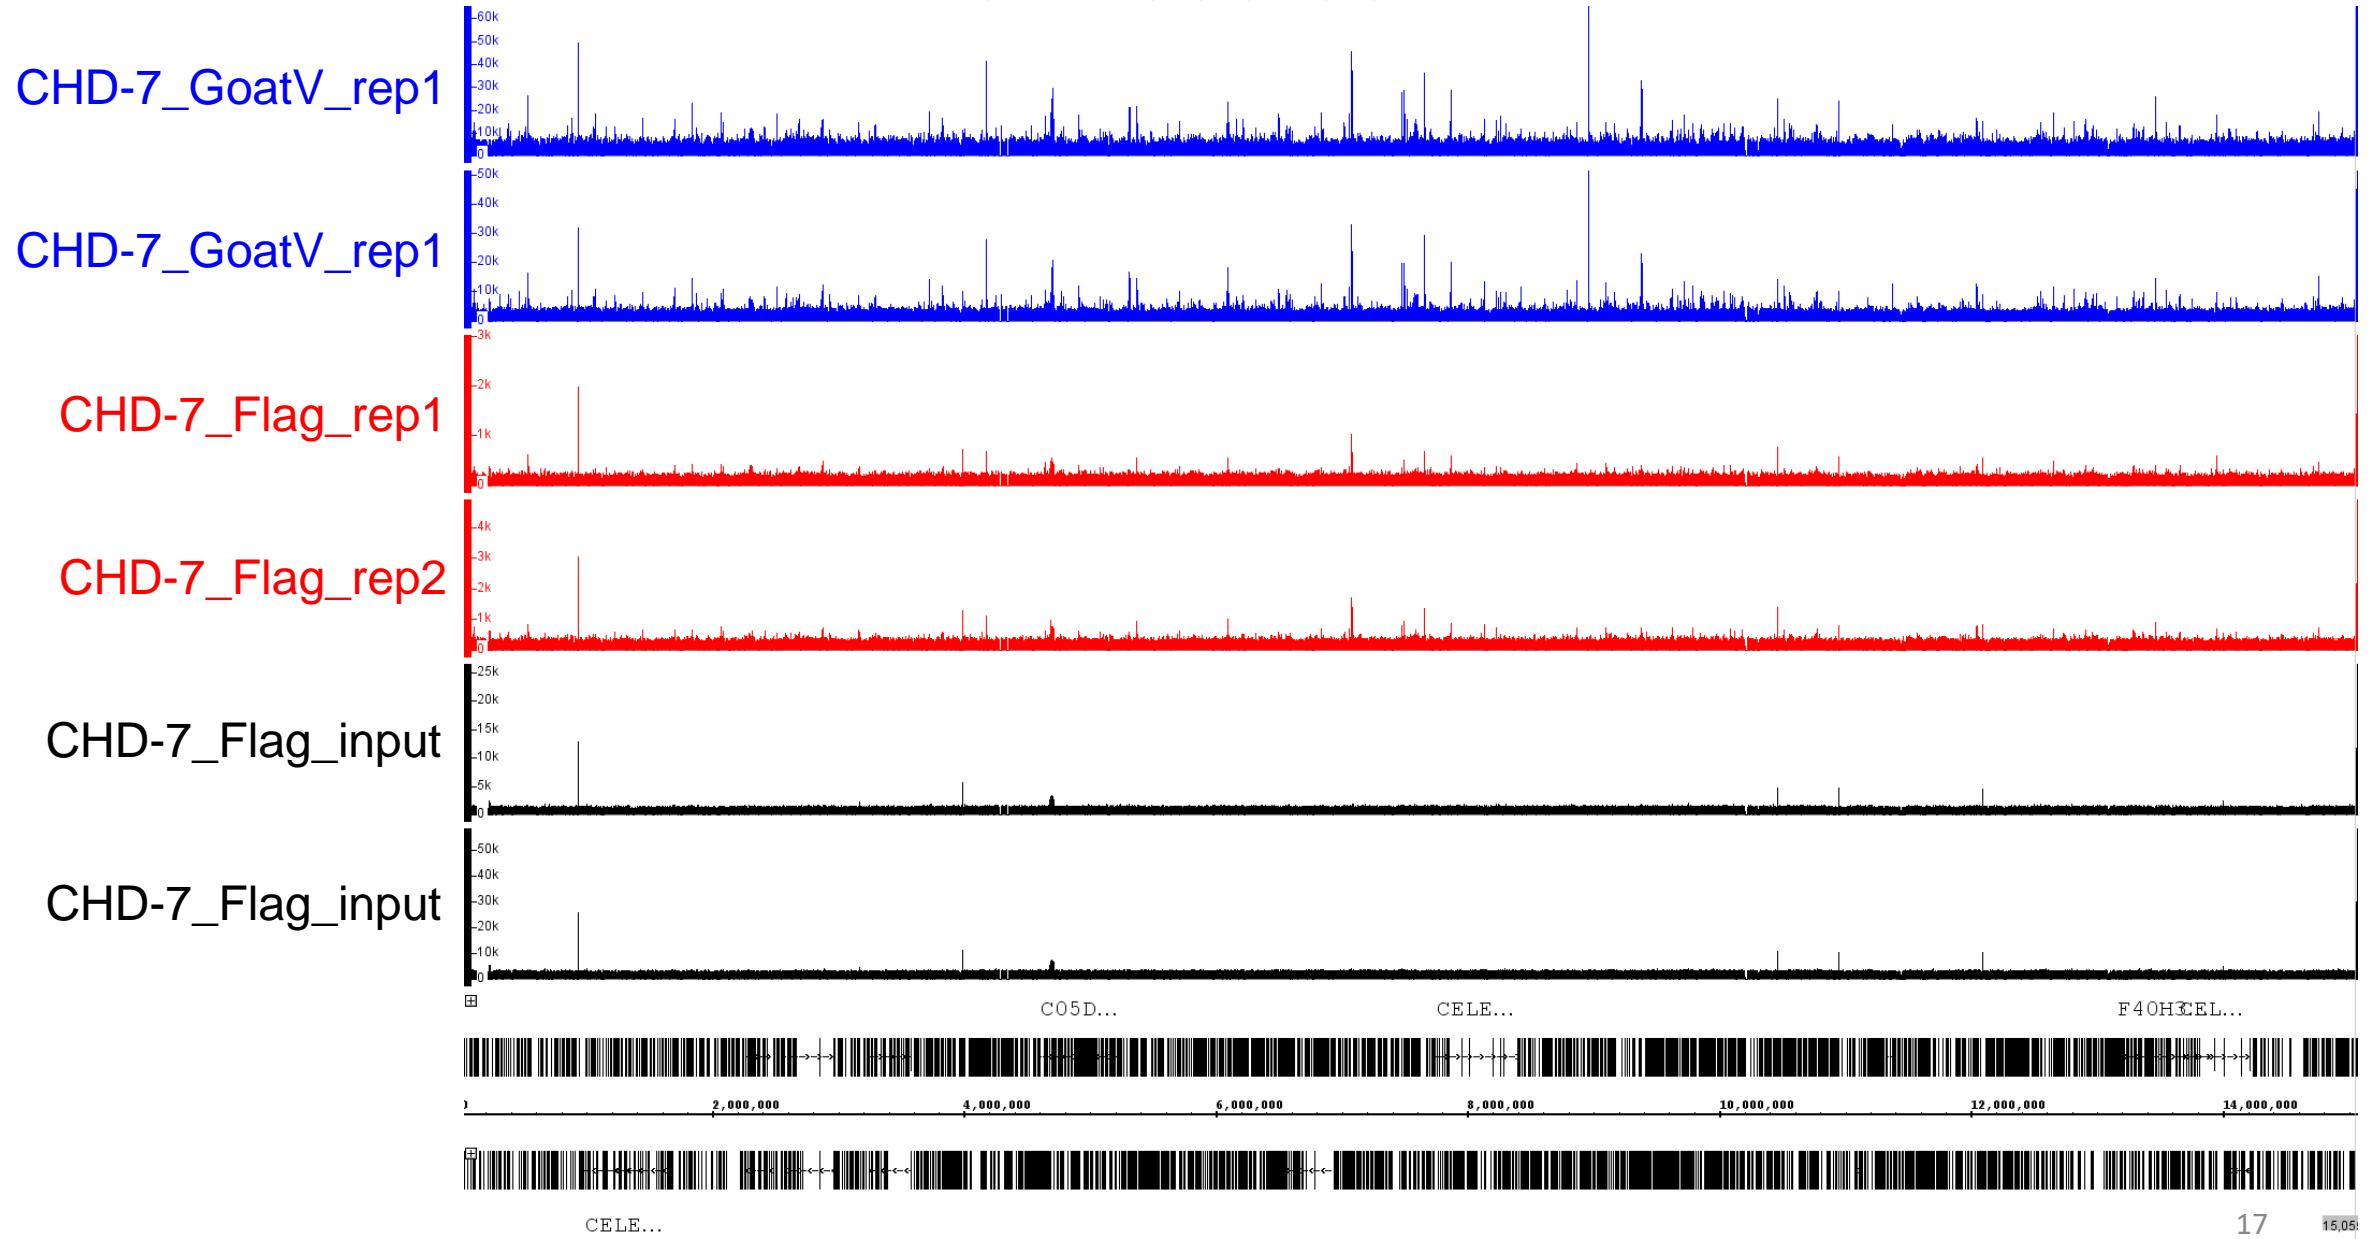 60k
50k
40k
30k
20k
10k
0
CHD-7_GoatV_rep1
50k
40k
30k
20k
10k
0
CHD-7_GoatV_rep1
3k
2k
1k
0
CHD-7_Flag_rep1
4k
3k
2k
1k
0
CHD-7_Flag_rep2
25k
20k
15k
10k
5k
0
CHD-7_Flag_input
50k
40k
30k
20k
10k
0
CHD-7_Flag_input
C05D... CELE... F40H3 CEL...
2,000,000 4,000,000 6,000,000 8,000,000 10,000,000 12,000,000 14,000,000
CELE... 17